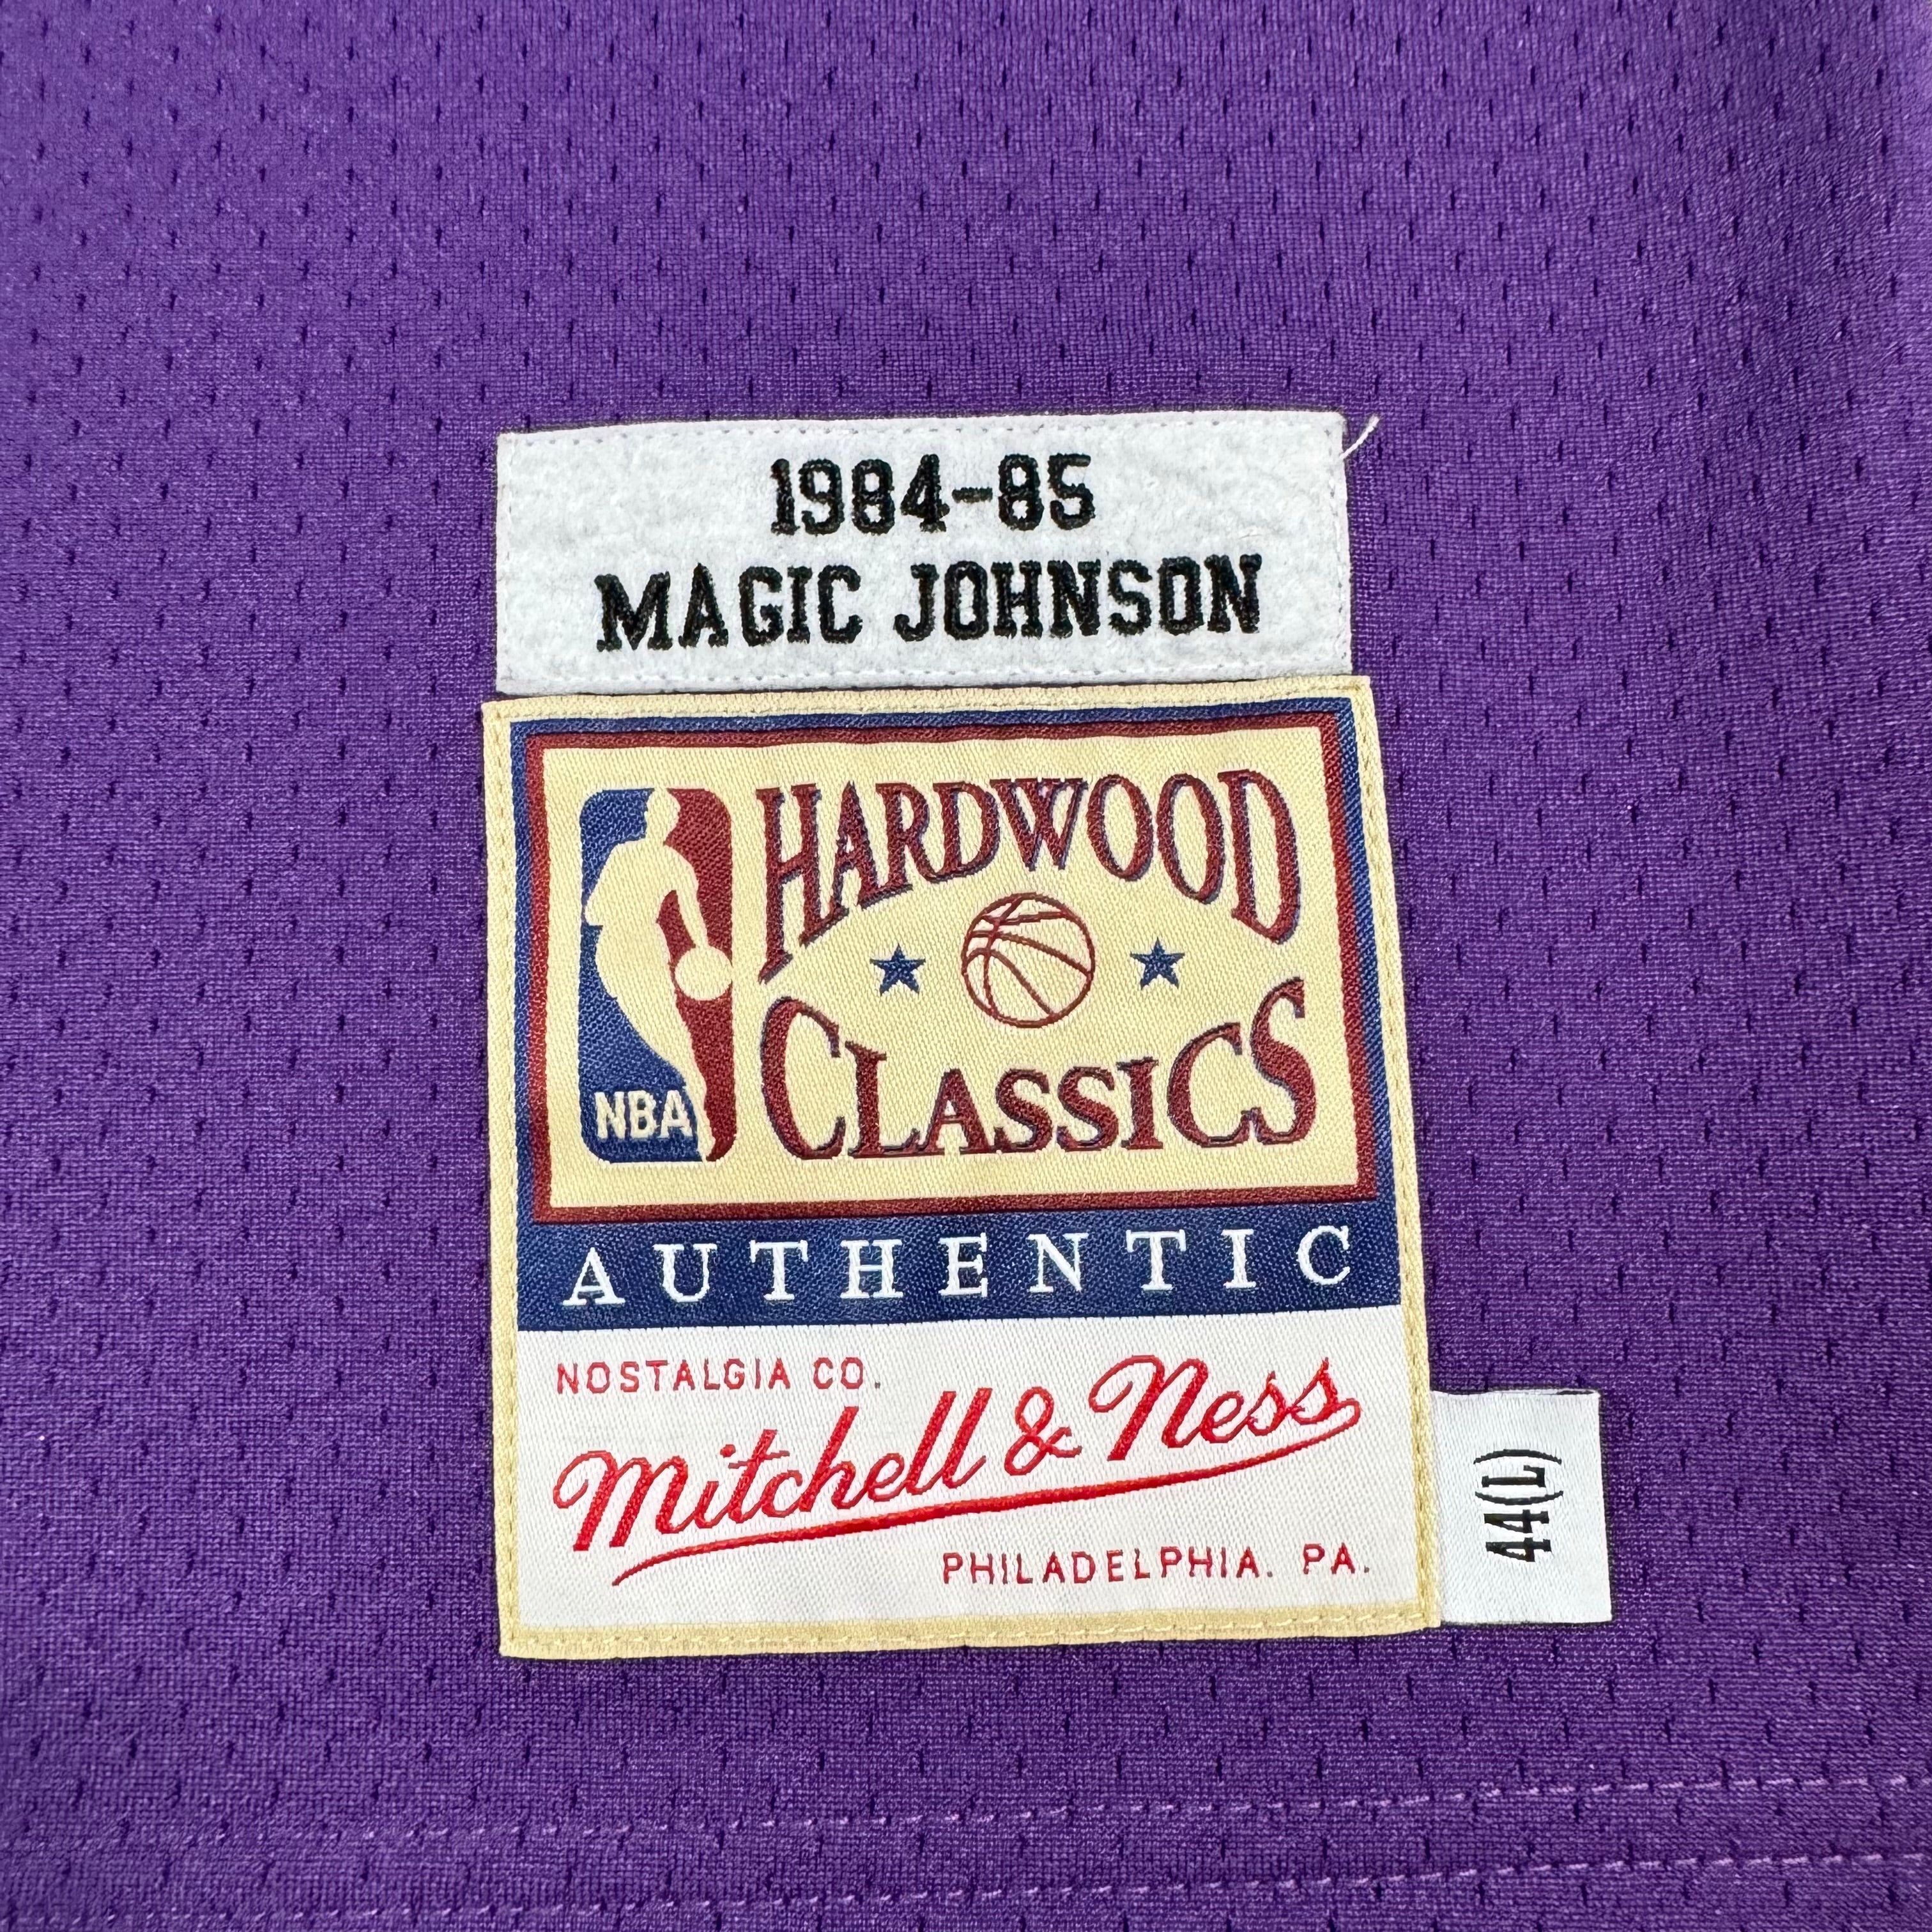 1984-85
MAGIC JOHNSON
HARDWOOD
CLASSICS
NBA
AUTHENTIC
NOSTALGIA CO.
Mitchell & Ness
PHILADELPHIA. PA.
44(L)